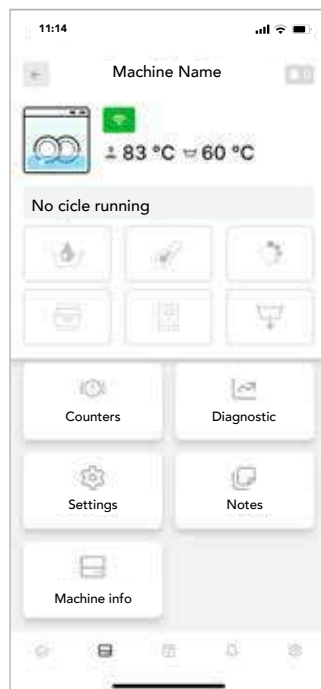 11:14
Machine Name
83 °C 60 °C
No cicle running
Counters
Diagnostic
Settings
Notes
Machine info